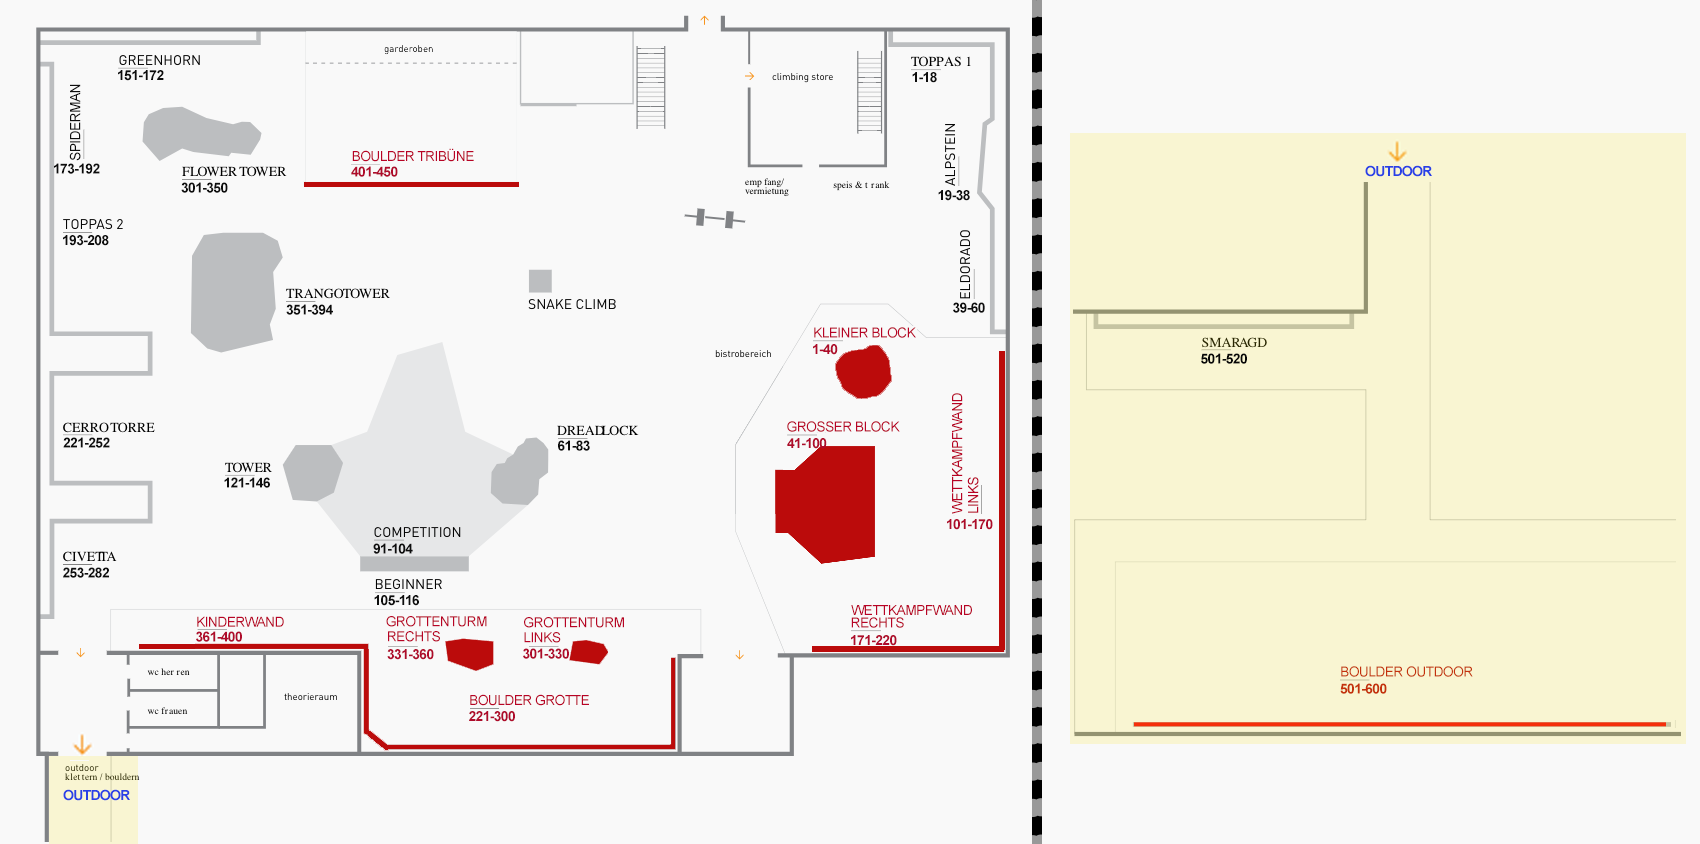 GREENHORN
151-172
SPIDERMAN
173-192
FLOWER TOWER
301-350
garderoben
BOULDER TRIBÜNE
401-450
climbing store
emp fang/
vermietung
speis & t rank
TOPPAS 1
1-18
ALPSTEIN
19-38
ELDORADO
39-60
TOPPAS 2
193-208
TRANGOTOWER
351-394
SNAKE CLIMB
bistrobereich
KLEINER BLOCK
1-40
GROSSER BLOCK
41-100
WETTKAMPFWAND
LINKS
101-170
CERRO TORRE
221-252
TOWER
121-146
DREADLOCK
61-83
COMPETITION
91-104
BEGINNER
105-116
CIVETTA
253-282
WETTKAMPFWAND
RECHTS
171-220
KINDERWAND
361-400
GROTTENTURM
RECHTS
331-360
GROTTENTURM
LINKS
301-330
BOULDER GROTTE
221-300
wc her ren
wc frauen
theorieraum
outdoor
klettern / bouldern
OUTDOOR
OUTDOOR
SMARAGD
501-520
BOULDER OUTDOOR
501-600